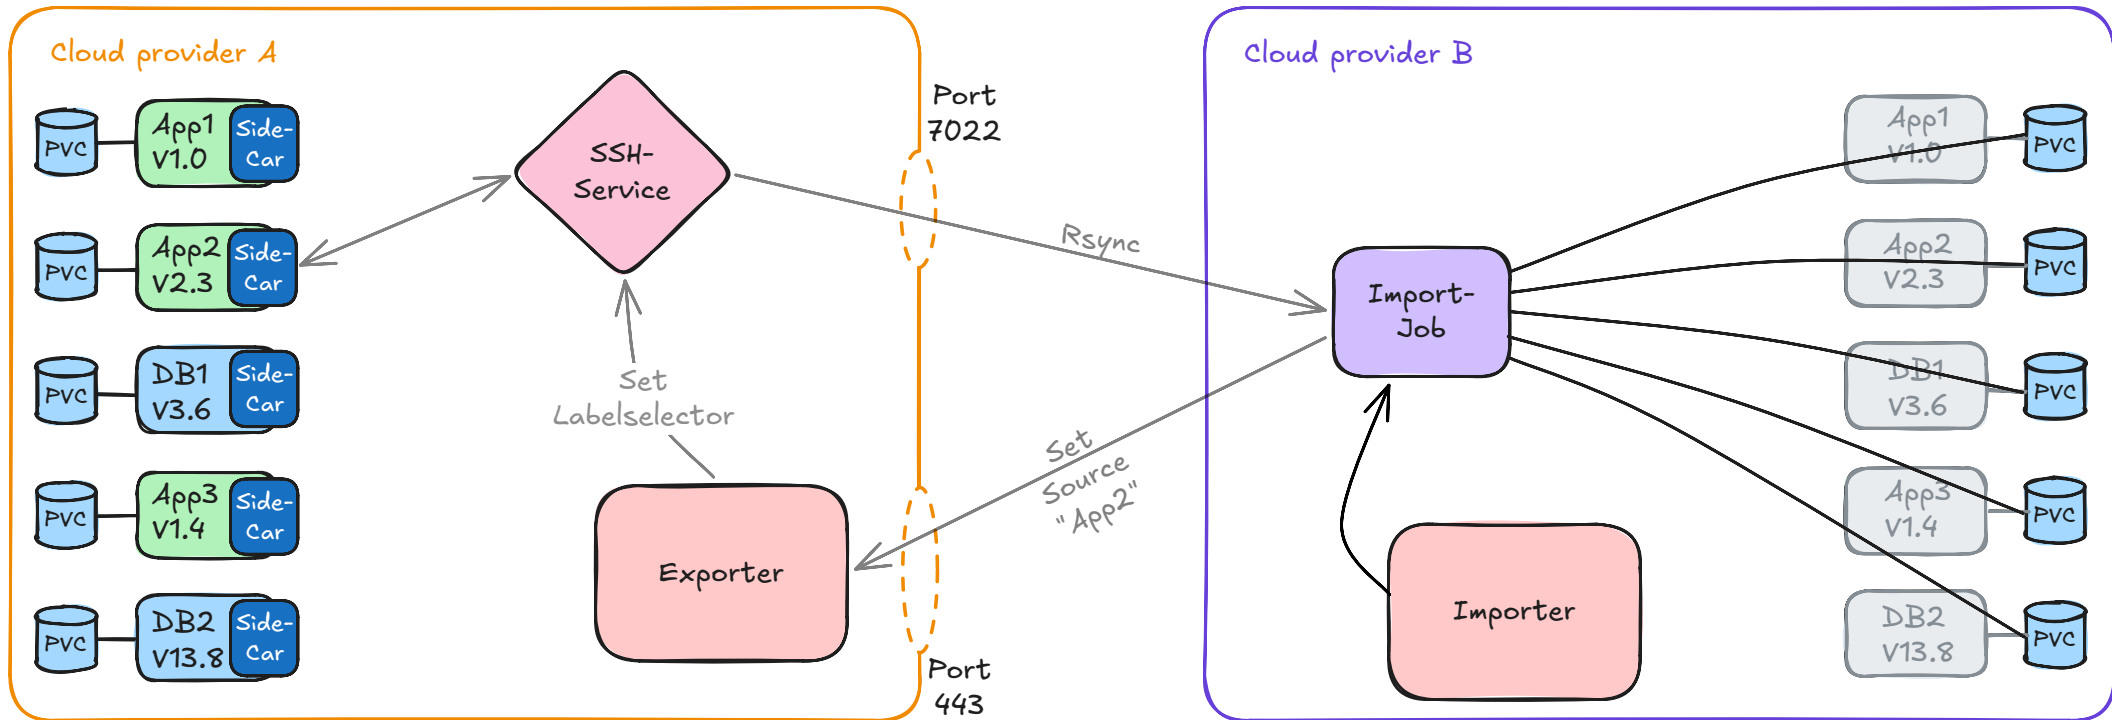 Cloud provider A
PVC
App1
V1.0
Side-
Car
PVC
App2
V2.3
Side-
Car
PVC
DB1
V3.6
Side-
Car
PVC
App3
V1.4
Side-
Car
PVC
DB2
V13.8
Side-
Car
SSH-
Service
Set
Labelselector
Exporter
Port
7022
Rsync
Set
Source
"App2"
Port
443
Cloud provider B
Import-
Job
Importer
App1
V1.0
PVC
App2
V2.3
PVC
DB1
V3.6
PVC
App3
V1.4
PVC
DB2
V13.8
PVC